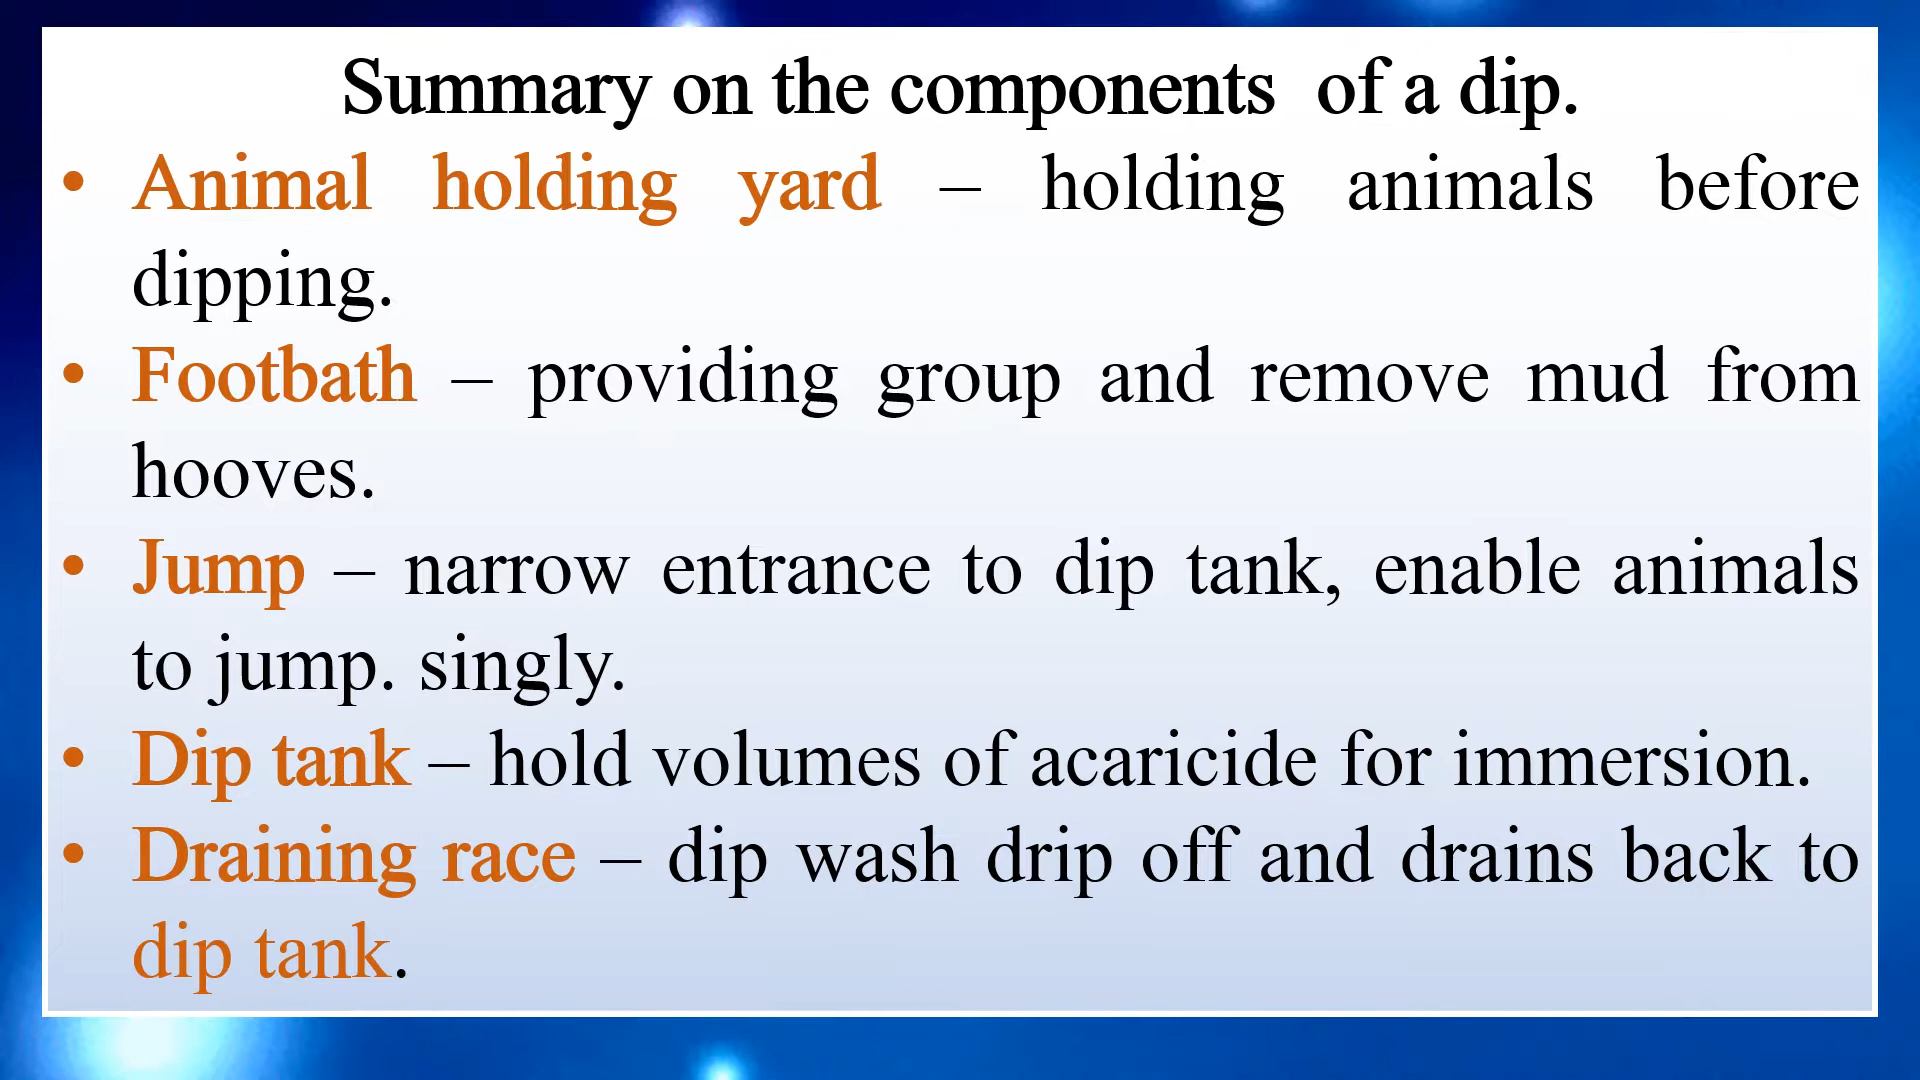 Summary on the components of a dip.
• Animal holding yard – holding animals before
dipping.
• Footbath – providing group and remove mud from
hooves.
• Jump – narrow entrance to dip tank, enable animals
to jump. singly.
• Dip tank – hold volumes of acaricide for immersion.
• Draining race – dip wash drip off and drains back to
dip tank.